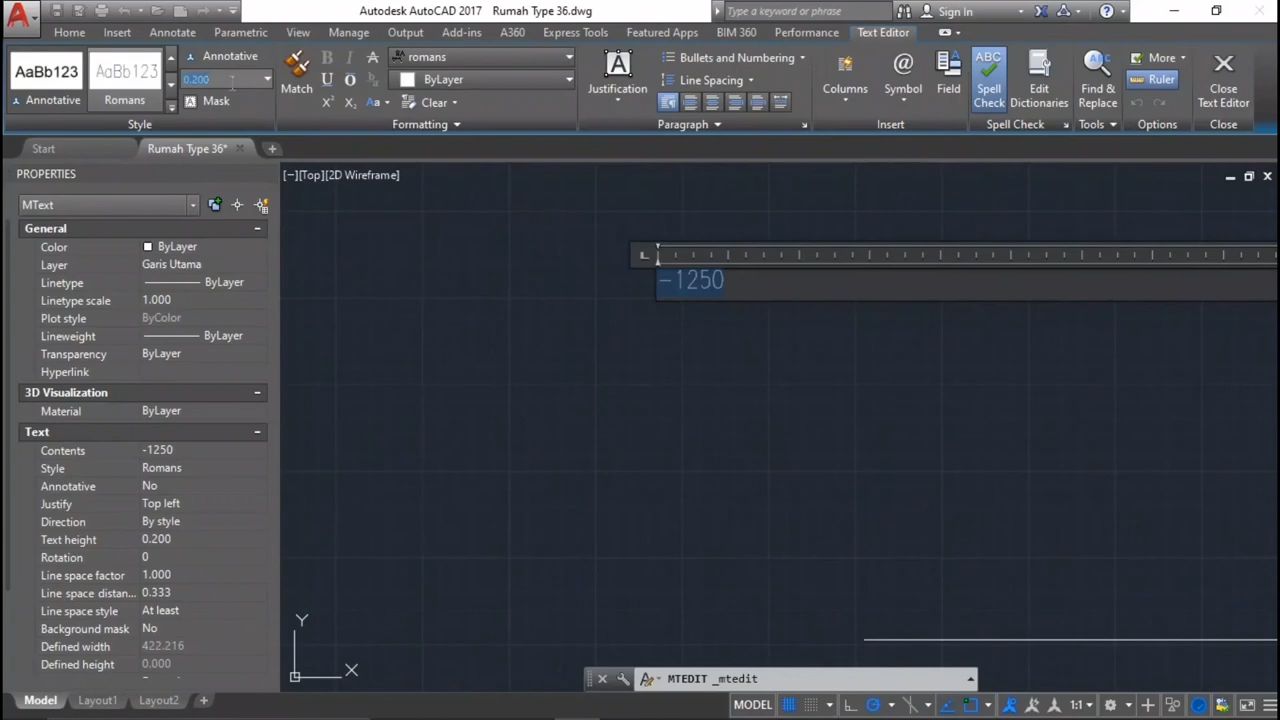 Autodesk AutoCAD 2017 Rumah Type 36.dwg
Type a keyword or phrase
Sign In
Home Insert Annotate Parametric View Manage Output Add-ins A360 Express Tools Featured Apps BIM 360 Performance Text Editor
AaBb123
Annotative
AaBb123
Romans
Annotative
0.200
Mask
Style
Match
romans
ByLayer
Clear
Formatting
Justification
Bullets and Numbering
Line Spacing
Paragraph
Columns
Symbol
Field
Insert
ABC
Spell
Check
Edit
Dictionaries
Spell Check
Find &
Replace
Tools
More
Ruler
Options
Close
Text Editor
Close
Start
Rumah Type 36*
PROPERTIES
MText
General
Color ByLayer
Layer Garis Utama
Linetype ByLayer
Linetype scale 1.000
Plot style ByColor
Lineweight ByLayer
Transparency ByLayer
Hyperlink
3D Visualization
Material ByLayer
Text
Contents -1250
Style Romans
Annotative No
Justify Top left
Direction By style
Text height 0.200
Rotation 0
Line space factor 1.000
Line space distan... 0.333
Line space style At least
Background mask No
Defined width 422.216
Defined height 0.000
[−][Top][2D Wireframe]
-1250
Y
X
MTEDIT _mtedit
Model Layout1 Layout2 +
MODEL
1:1